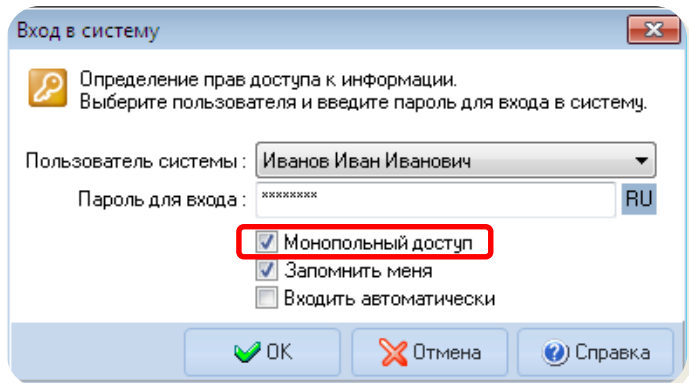 Вход в систему
Определение прав доступа к информации.
Выберите пользователя и введите пароль для входа в систему.
Пользователь системы : Иванов Иван Иванович
Пароль для входа : ******** RU
Монопольный доступ
Запомнить меня
Входить автоматически
OK Отмена Справка